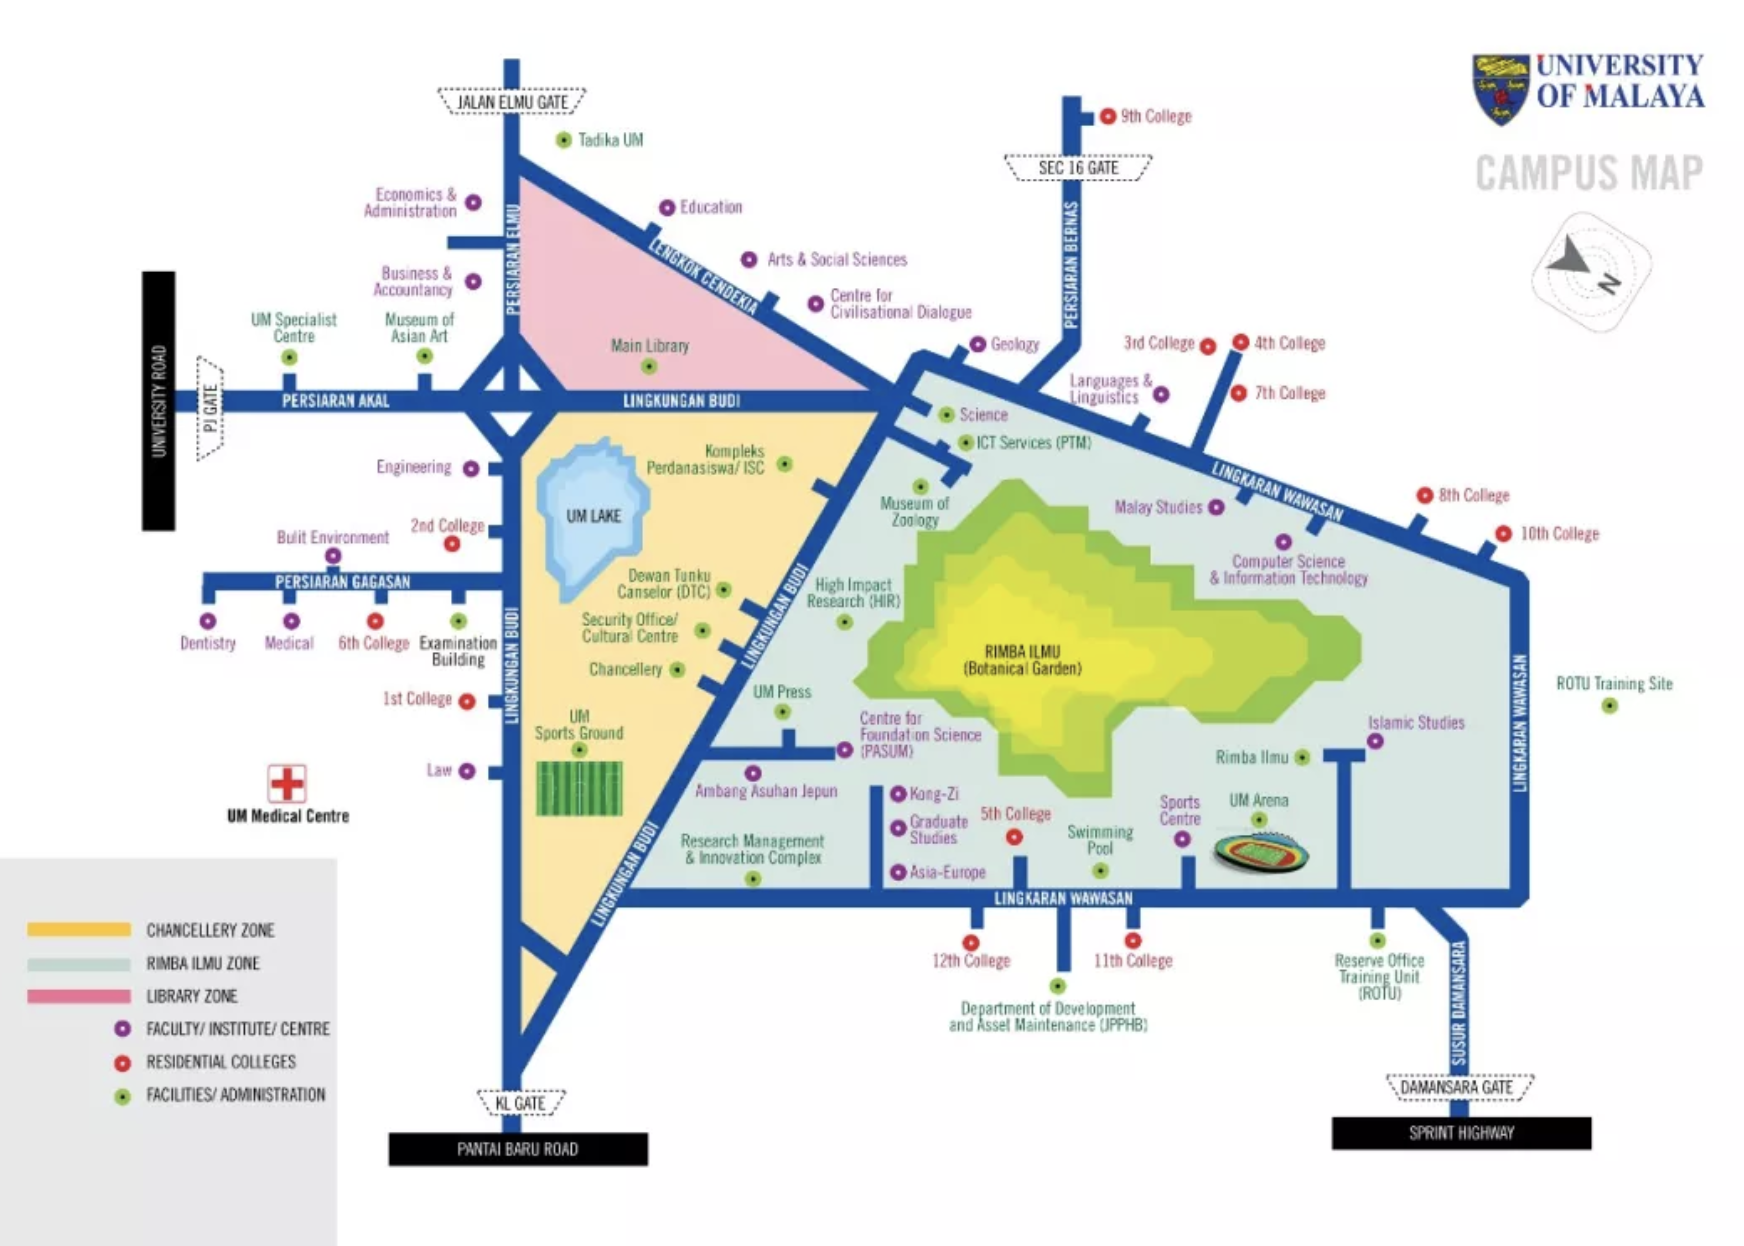 UNIVERSITY
OF MALAYA
CAMPUS MAP
N
JALAN ELMU GATE
Tadika UM
9th College
SEC 16 GATE
Economics &
Administration
PERSIARAN ELMU
Education
LENGKOK CENDEKIA
Arts & Social Sciences
PERSIARAN BERNAS
Business &
Accountancy
Centre for
Civilisational Dialogue
UM Specialist
Centre
Museum of
Asian Art
Main Library
Geology
3rd College
4th College
7th College
Languages &
Linguistics
UNIVERSITY ROAD
PJ GATE
PERSIARAN AKAL
LINGKUNGAN BUDI
Science
ICT Services (PTM)
Engineering
Kompleks
Perdanasiswa/ ISC
LINGKARAN WAWASAN
8th College
Museum of
Zoology
Malay Studies
UM LAKE
2nd College
10th College
Bulit Environment
Computer Science
& Information Technology
PERSIARAN GAGASAN
Dewan Tunku
Canselor (DTC)
High Impact
Research (HIR)
LINGKUNGAN BUDI
Security Office/
Cultural Centre
Dentistry
Medical
6th College
Examination
Building
LINGKUNGAN BUDI
RIMBA ILMU
(Botanical Garden)
Chancellery
LINGKARAN WAWASAN
ROTU Training Site
1st College
UM Press
UM
Sports Ground
Centre for
Foundation Science
(PASUM)
Islamic Studies
Rimba Ilmu
Law
Ambang Asuhan Jepun
Kong-Zi
UM Arena
Sports
Centre
UM Medical Centre
5th College
Graduate
Studies
Swimming
Pool
Research Management
& Innovation Complex
Asia-Europe
LINGKUNGAN BUDI
LINGKARAN WAWASAN
12th College
11th College
Reserve Office
Training Unit
(ROTU)
Department of Development
and Asset Maintenance (JPPHB)
SUSUR DAMANSARA
CHANCELLERY ZONE
RIMBA ILMU ZONE
LIBRARY ZONE
FACULTY/ INSTITUTE/ CENTRE
RESIDENTIAL COLLEGES
FACILITIES/ ADMINISTRATION
KL GATE
DAMANSARA GATE
PANTAI BARU ROAD
SPRINT HIGHWAY